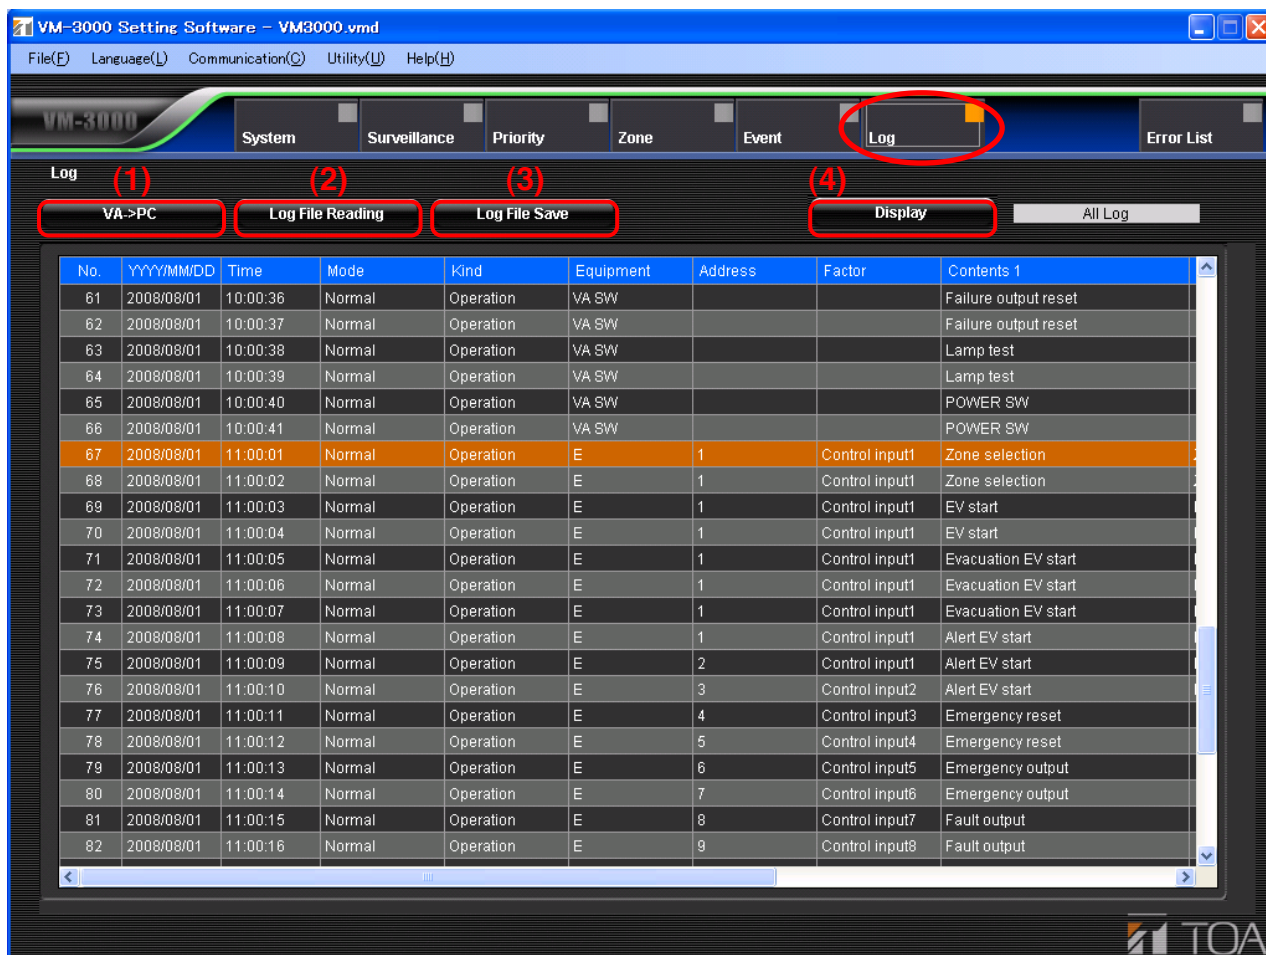 VM-3000 Setting Software - VM3000.vmd
File(F) Language(L) Communication(C) Utility(U) Help(H)
VM-3000
System Surveillance Priority Zone Event Log Error List
Log
(1) (2) (3) (4)
VA->PC Log File Reading Log File Save Display All Log
No. YYYY/MM/DD Time Mode Kind Equipment Address Factor Contents 1
61 2008/08/01 10:00:36 Normal Operation VA SW Failure output reset
62 2008/08/01 10:00:37 Normal Operation VA SW Failure output reset
63 2008/08/01 10:00:38 Normal Operation VA SW Lamp test
64 2008/08/01 10:00:39 Normal Operation VA SW Lamp test
65 2008/08/01 10:00:40 Normal Operation VA SW POWER SW
66 2008/08/01 10:00:41 Normal Operation VA SW POWER SW
67 2008/08/01 11:00:01 Normal Operation E 1 Control input1 Zone selection
68 2008/08/01 11:00:02 Normal Operation E 1 Control input1 Zone selection
69 2008/08/01 11:00:03 Normal Operation E 1 Control input1 EV start
70 2008/08/01 11:00:04 Normal Operation E 1 Control input1 EV start
71 2008/08/01 11:00:05 Normal Operation E 1 Control input1 Evacuation EV start
72 2008/08/01 11:00:06 Normal Operation E 1 Control input1 Evacuation EV start
73 2008/08/01 11:00:07 Normal Operation E 1 Control input1 Evacuation EV start
74 2008/08/01 11:00:08 Normal Operation E 1 Control input1 Alert EV start
75 2008/08/01 11:00:09 Normal Operation E 2 Control input1 Alert EV start
76 2008/08/01 11:00:10 Normal Operation E 3 Control input2 Alert EV start
77 2008/08/01 11:00:11 Normal Operation E 4 Control input3 Emergency reset
78 2008/08/01 11:00:12 Normal Operation E 5 Control input4 Emergency reset
79 2008/08/01 11:00:13 Normal Operation E 6 Control input5 Emergency output
80 2008/08/01 11:00:14 Normal Operation E 7 Control input6 Emergency output
81 2008/08/01 11:00:15 Normal Operation E 8 Control input7 Fault output
82 2008/08/01 11:00:16 Normal Operation E 9 Control input8 Fault output
TOA